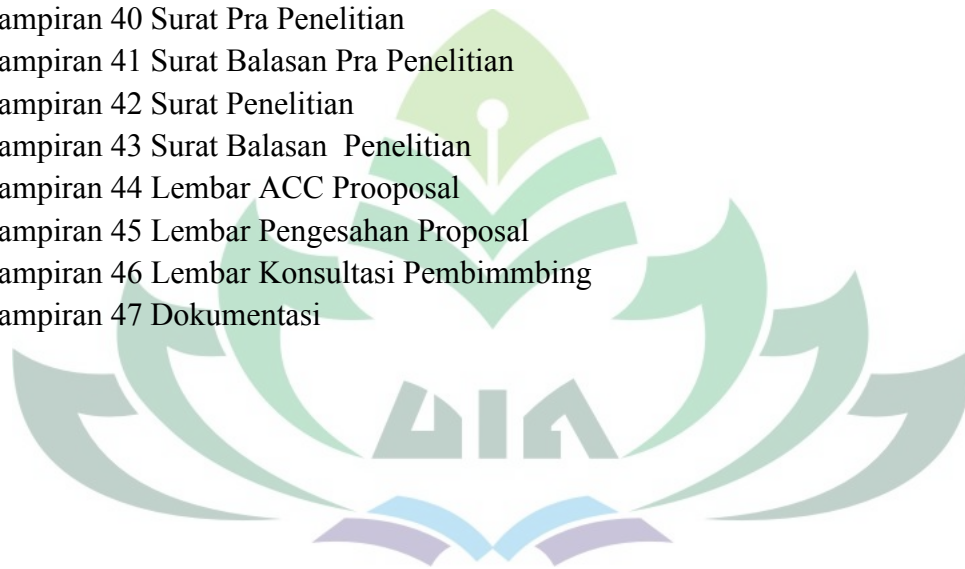 ampiran 40 Surat Pra Penelitian
ampiran 41 Surat Balasan Pra Penelitian
ampiran 42 Surat Penelitian
ampiran 43 Surat Balasan  Penelitian
ampiran 44 Lembar ACC Prooposal
ampiran 45 Lembar Pengesahan Proposal
ampiran 46 Lembar Konsultasi Pembimmbing
ampiran 47 Dokumentasi
UIN